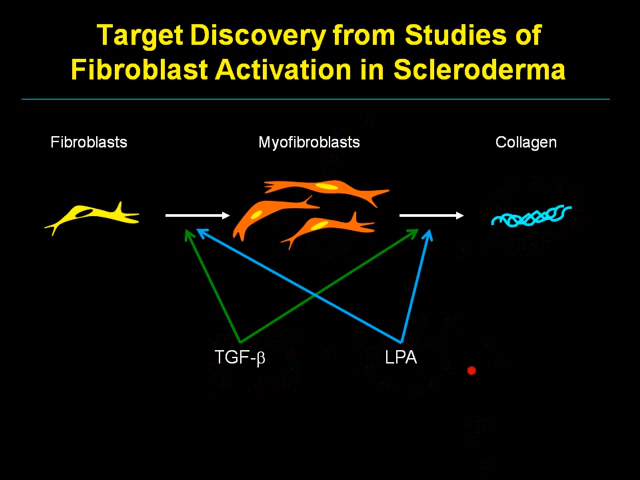 Target Discovery from Studies of
Fibroblast Activation in Scleroderma
Fibroblasts
Myofibroblasts
Collagen
TGF-β
LPA